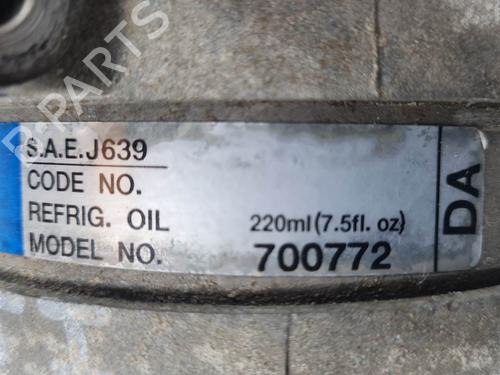 S.A.E.J639
CODE NO.
REFRIG. OIL 220ml(7.5fl. oz)
MODEL NO. 700772
DA
B-PARTS